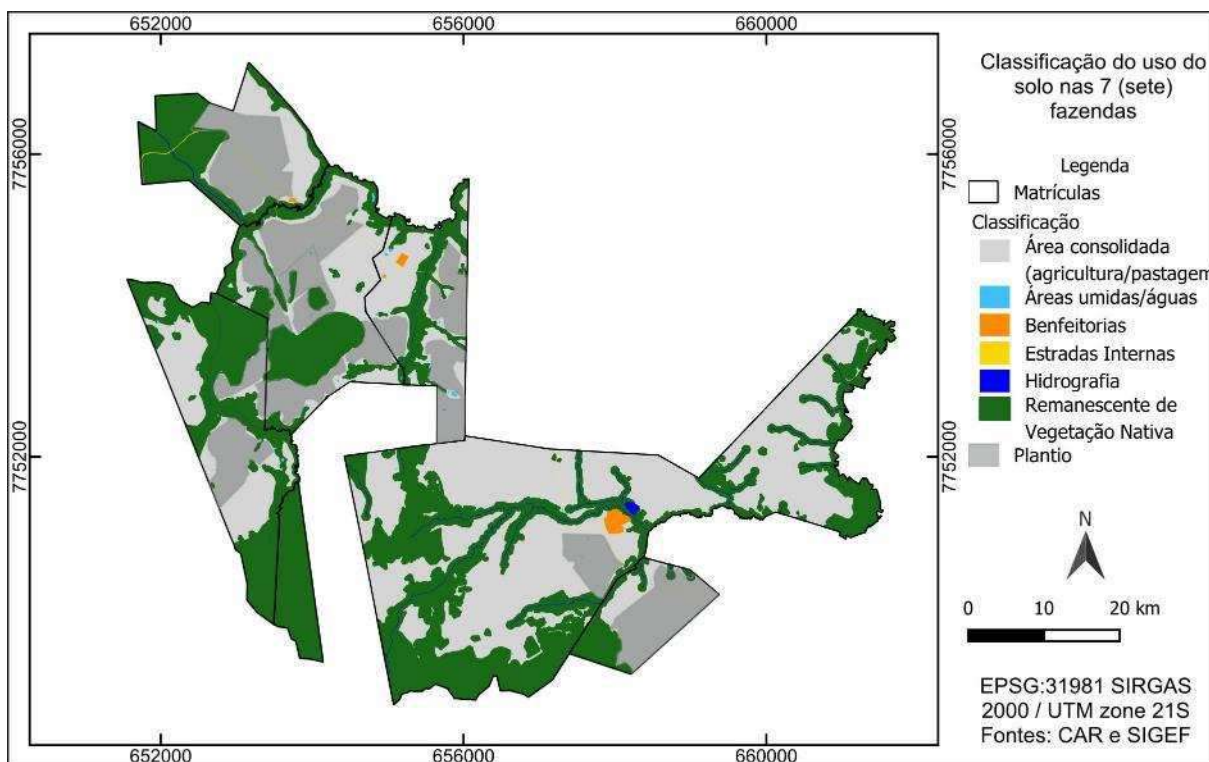 652000
656000
660000
7756000
7752000
7756000
7752000
652000
656000
660000
Classificação do uso do
solo nas 7 (sete)
fazendas
Legenda
Matrículas
Classificação
Área consolidada
(agricultura/pastagem
Áreas umidas/águas
Benfeitorias
Estradas Internas
Hidrografia
Remanescente de
Vegetação Nativa
Plantio
N
0 10 20 km
EPSG:31981 SIRGAS
2000 / UTM zone 21S
Fontes: CAR e SIGEF